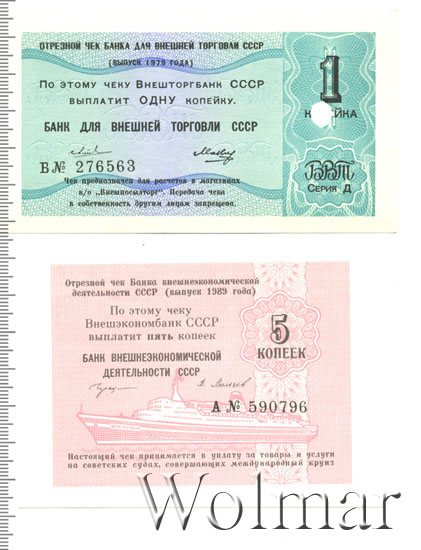 ОТРЕЗНОЙ ЧЕК БАНКА ДЛЯ ВНЕШНЕЙ ТОРГОВЛИ СССР
(ВЫПУСК 1979 ГОДА)
ПО ЭТОМУ ЧЕКУ ВНЕШТОРГБАНК СССР
ВЫПЛАТИТ ОДНУ КОПЕЙКУ.
БАНК ДЛЯ ВНЕШНЕЙ ТОРГОВЛИ СССР
В № 276563
Чек предназначен для расчетов в магазинах
в/о „Внешпосылторг". Передача чека
в собственность другим лицам запрещена.
1
КОПЕЙКА
БВТ
СЕРИЯ Д
Отрезной чек Банка внешнеэкономической
деятельности СССР (выпуск 1989 года)
По этому чеку
Внешэкономбанк СССР
выплатит пять копеек
БАНК ВНЕШНЕЭКОНОМИЧЕСКОЙ
ДЕЯТЕЛЬНОСТИ СССР
5
КОПЕЕК
А № 590796
Настоящий чек принимается в уплату за товары и услуги
на советских судах, совершающих международный круиз
Wolmar